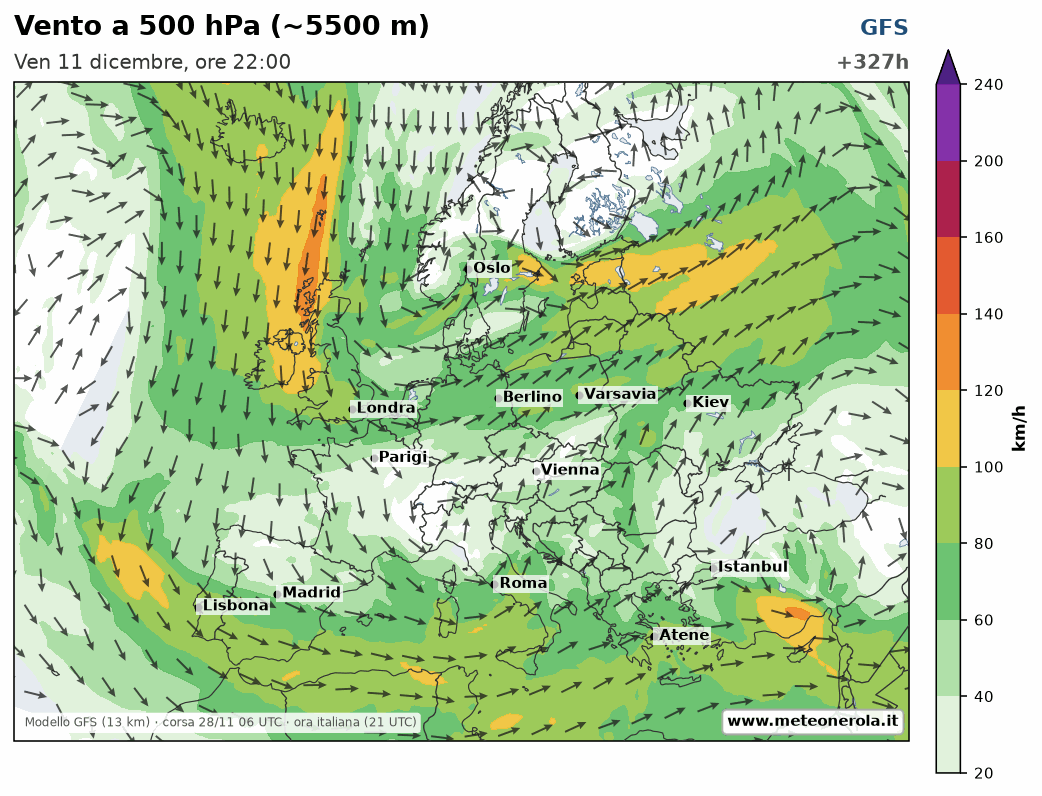 Vento a 500 hPa (~5500 m)
GFS
Ven 11 dicembre, ore 22:00
+327h
240
200
160
140
120
100
80
60
40
20
km/h
Oslo
Berlino
Varsavia
Kiev
Londra
Parigi
Vienna
Istanbul
Roma
Madrid
Lisbona
Atene
Modello GFS (13 km) · corsa 28/11 06 UTC · ora italiana (21 UTC)
www.meteonerola.it